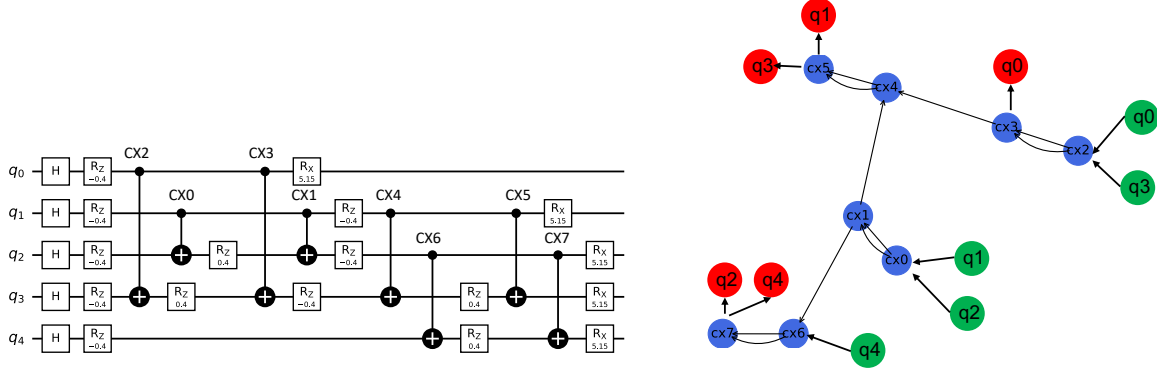 CX2 CX3
q0 H RZ -0.4 RX 5.15
CX0 CX1 CX4 CX5
q1 H RZ -0.4 RZ -0.4 RX 5.15
CX6 CX7
q2 H RZ -0.4 RZ 0.4 RZ -0.4 RX 5.15
q3 H RZ -0.4 RZ 0.4 RZ -0.4 RZ 0.4 RX 5.15
q4 H RZ -0.4 RZ 0.4 RX 5.15
q1
q3 cx5 q0
cx4
cx3 q0
cx2
q3
cx1
cx0 q1
q2 q4
q2
cx7 cx6
q4